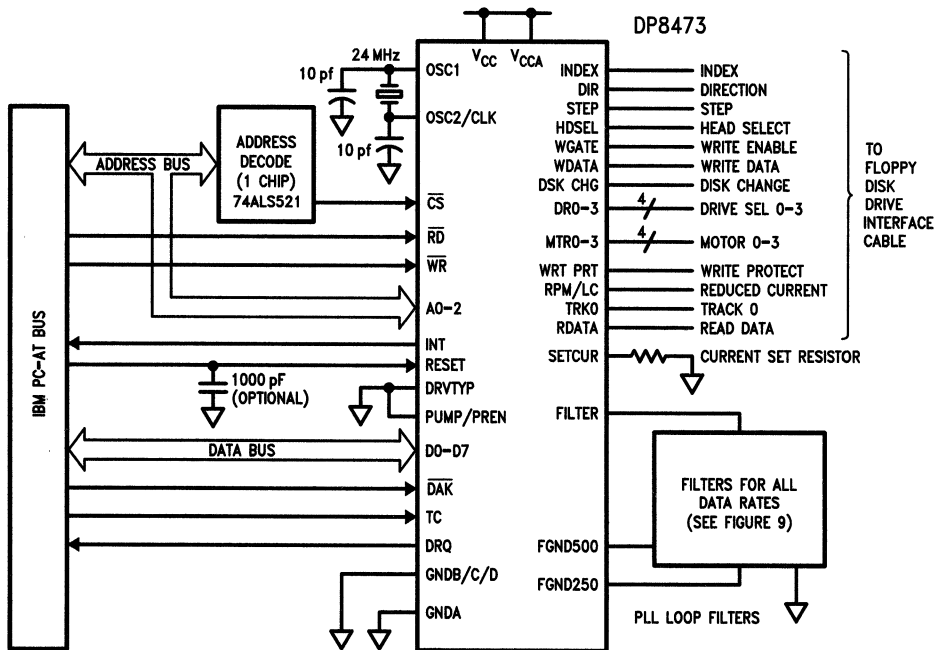 DP8473
VCC
VCCA
24 MHz
10 pf
10 pf
OSC1
OSC2/CLK
ADDRESS BUS
ADDRESS
DECODE
(1 CHIP)
74ALS521
C̅S̅
R̅D̅
W̅R̅
A0-2
INT
RESET
1000 pF
(OPTIONAL)
DRVTYP
PUMP/PREN
DATA BUS
D0-D7
D̅A̅K̅
TC
DRQ
GNDB/C/D
GNDA
IBM PC-AT BUS
INDEX INDEX
DIR DIRECTION
STEP STEP
HDSEL HEAD SELECT
WGATE WRITE ENABLE
WDATA WRITE DATA
DSK CHG DISK CHANGE
DR0-3 4 DRIVE SEL 0-3
MTR0-3 4 MOTOR 0-3
WRT PRT WRITE PROTECT
RPM/LC REDUCED CURRENT
TRK0 TRACK 0
RDATA READ DATA
TO
FLOPPY
DISK
DRIVE
INTERFACE
CABLE
SETCUR CURRENT SET RESISTOR
FILTER
FILTERS FOR ALL
DATA RATES
(SEE FIGURE 9)
FGND500
FGND250
PLL LOOP FILTERS